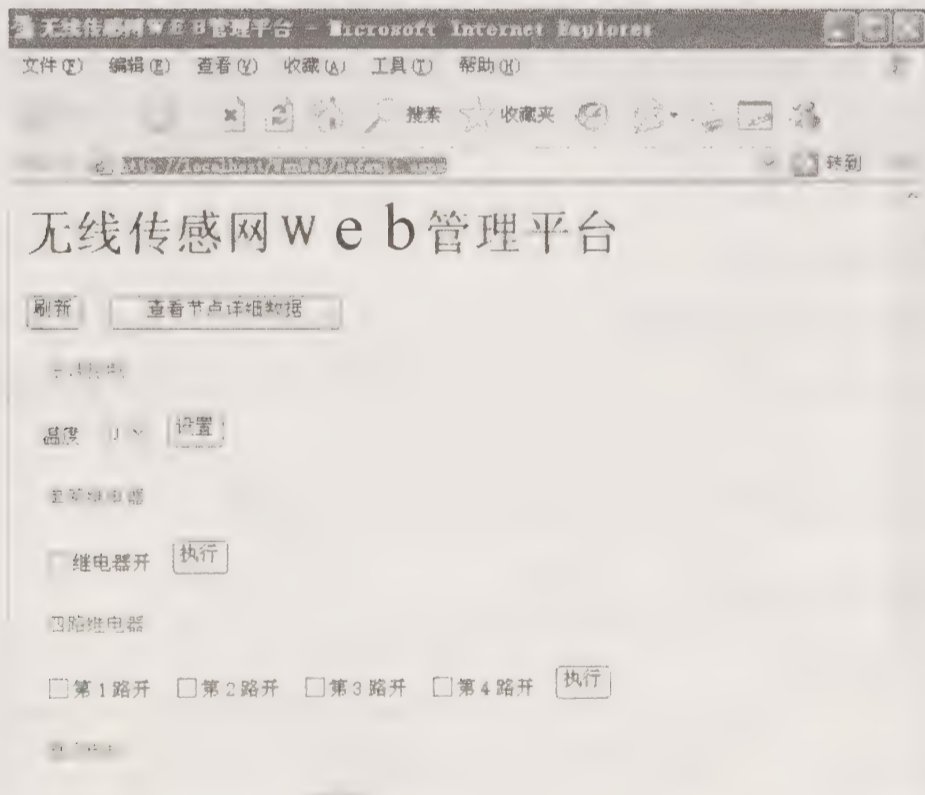 无线传感网WEB管理平台 - Microsoft Internet Explorer
文件(F) 编辑(E) 查看(V) 收藏(A) 工具(T) 帮助(H)
搜索 收藏夹
转到
无线传感网web管理平台
刷新 查看节点详细数据
温度 设置
继电器开 执行
四路继电器
第1路开 第2路开 第3路开 第4路开 执行